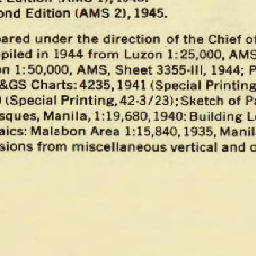 Edition (AMS 1), 1945.
ond Edition (AMS 2), 1945.
ared under the direction of the Chief of
piled in 1944 from Luzon 1:25,000, AMS
n 1:50,000, AMS, Sheet 3355-III, 1944; P
&GS Charts: 4235, 1941 (Special Printing
(Special Printing, 42-3/23); Sketch of Pa
sques, Manila, 1:19,680, 1940: Building Lo
aics: Malabon Area 1:15,840, 1935, Manil
sions from miscellaneous vertical and o